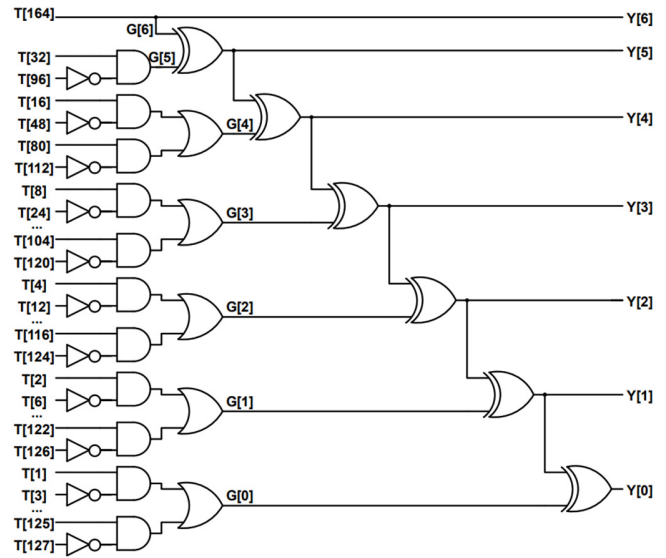 T[164]
Y[6]
G[6]
T[32]
G[5]
Y[5]
T[96]
T[16]
T[48]
G[4]
Y[4]
T[80]
T[112]
T[8]
T[24]
...
G[3]
Y[3]
T[104]
T[120]
T[4]
T[12]
...
G[2]
Y[2]
T[116]
T[124]
T[2]
T[6]
...
G[1]
Y[1]
T[122]
T[126]
T[1]
T[3]
...
G[0]
Y[0]
T[125]
T[127]